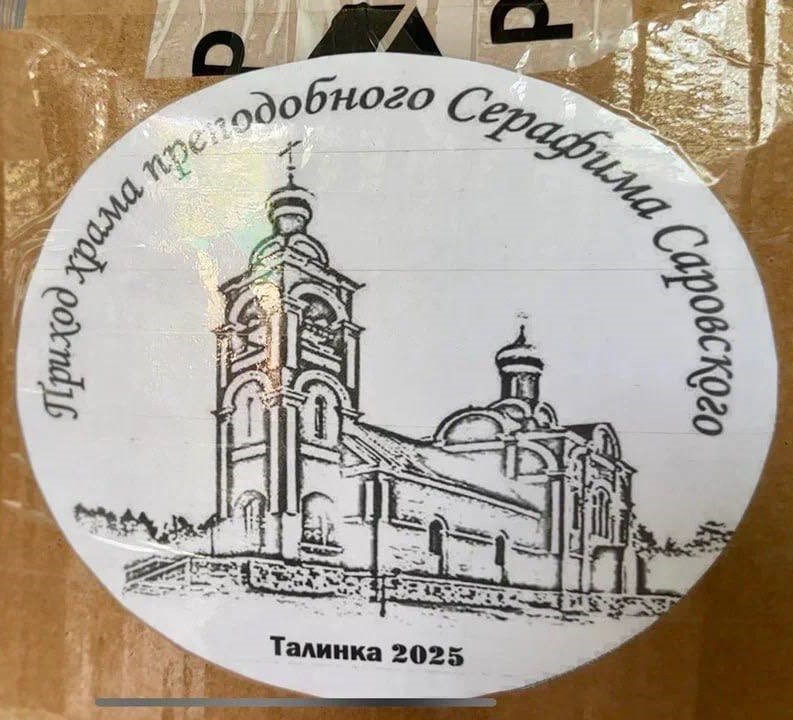 Р Р
Приход храма преподобного Серафима Саровского
Талинка 2025